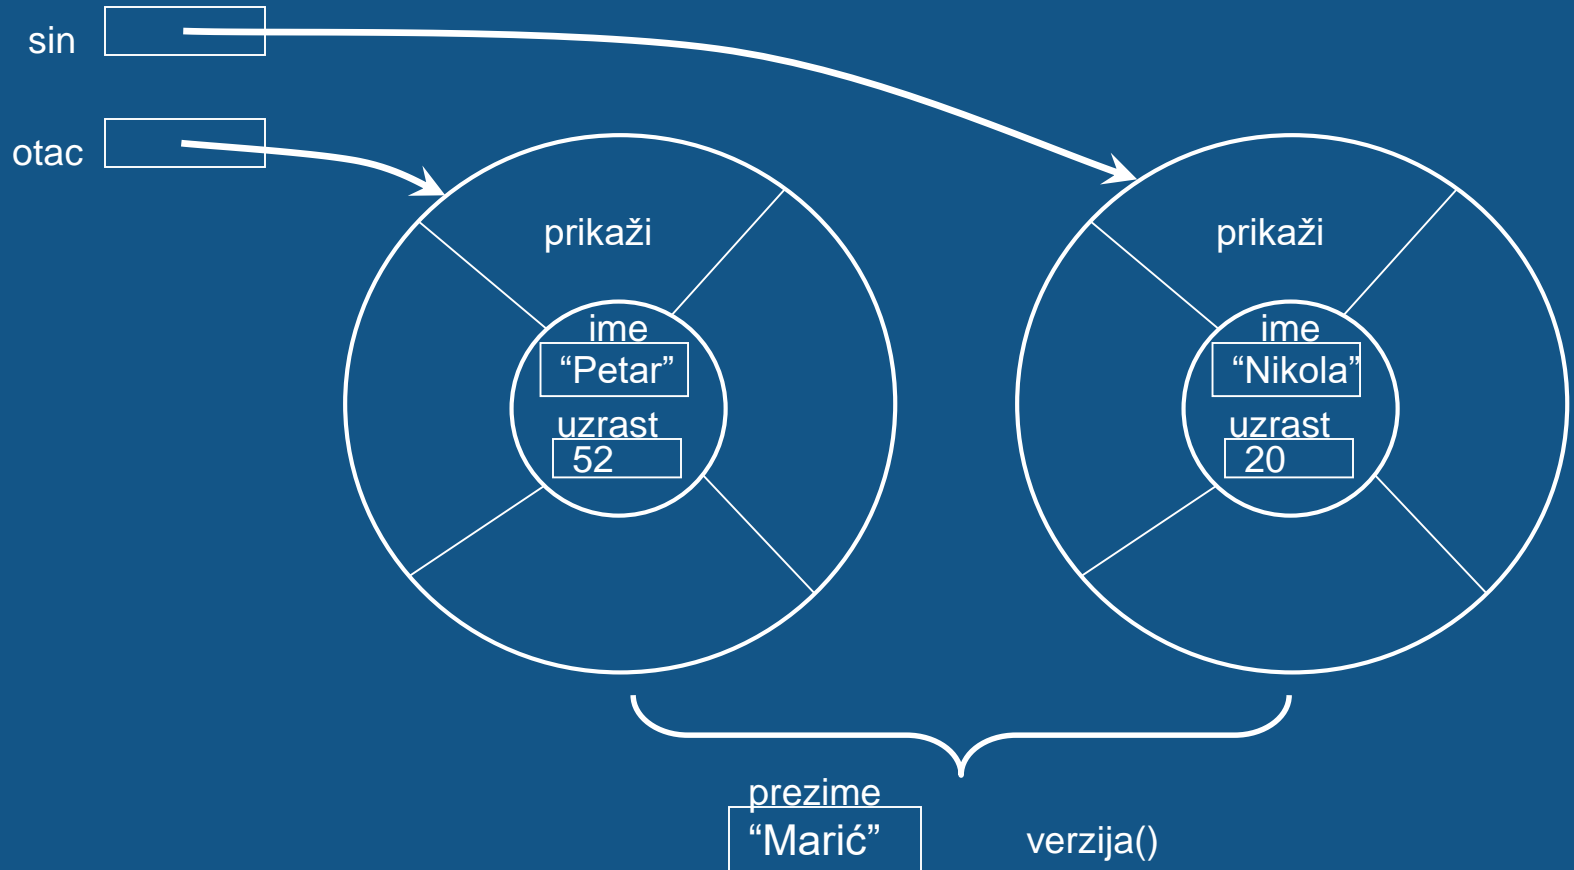 sin
otac
prikaži
prikaži
ime
“Petar”
uzrast
52
ime
“Nikola”
uzrast
20
prezime
“Marić”
verzija()